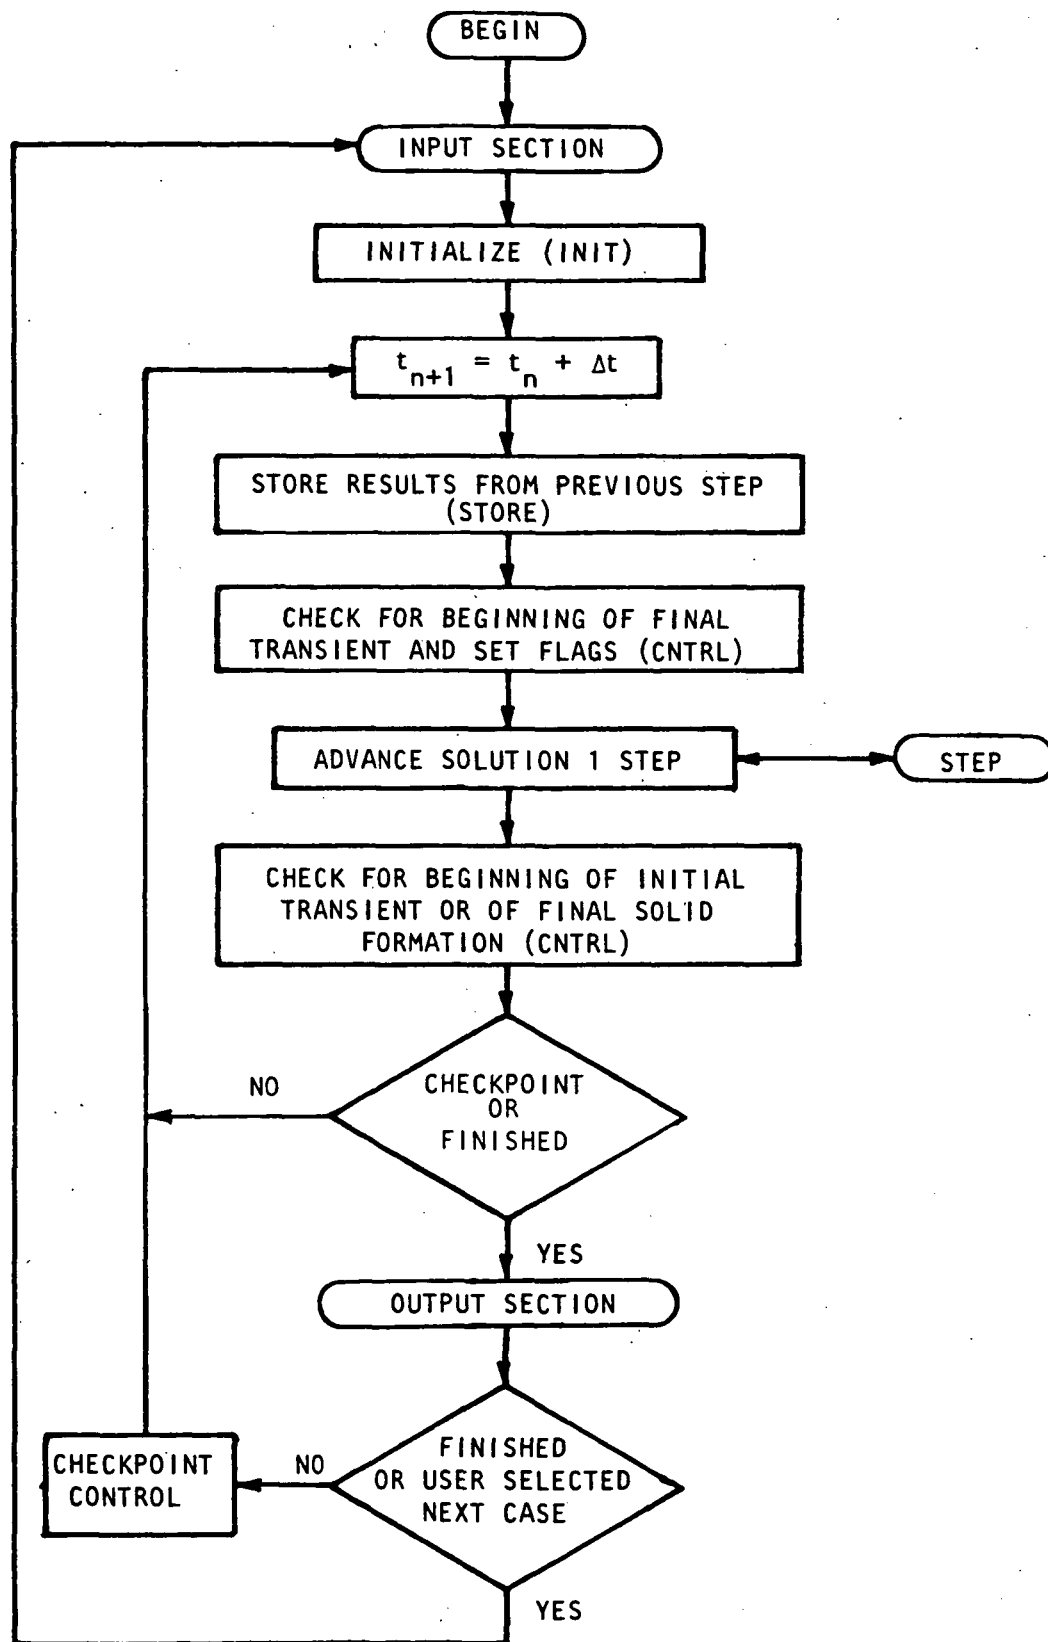 BEGIN
INPUT SECTION
INITIALIZE (INIT)
t_{n+1} = t_n + Δt
STORE RESULTS FROM PREVIOUS STEP
(STORE)
CHECK FOR BEGINNING OF FINAL
TRANSIENT AND SET FLAGS (CNTRL)
ADVANCE SOLUTION 1 STEP
STEP
CHECK FOR BEGINNING OF INITIAL
TRANSIENT OR OF FINAL SOLID
FORMATION (CNTRL)
NO
CHECKPOINT
OR
FINISHED
YES
OUTPUT SECTION
FINISHED
OR USER SELECTED
NEXT CASE
NO
CHECKPOINT
CONTROL
YES